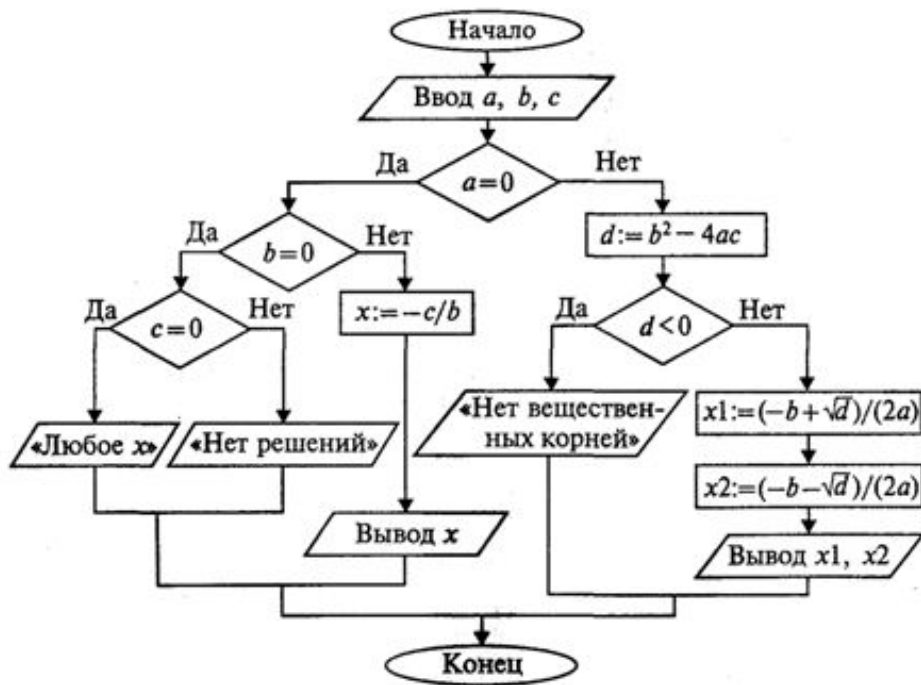 Начало
Ввод a, b, c
Да
a=0
Нет
Да
b=0
Нет
d:=b² − 4ac
Да
c=0
Нет
x:=−c/b
Да
d<0
Нет
«Любое x»
«Нет решений»
«Нет веществен-
ных корней»
x1:=(−b+√d)/(2a)
x2:=(−b−√d)/(2a)
Вывод x
Вывод x1, x2
Конец